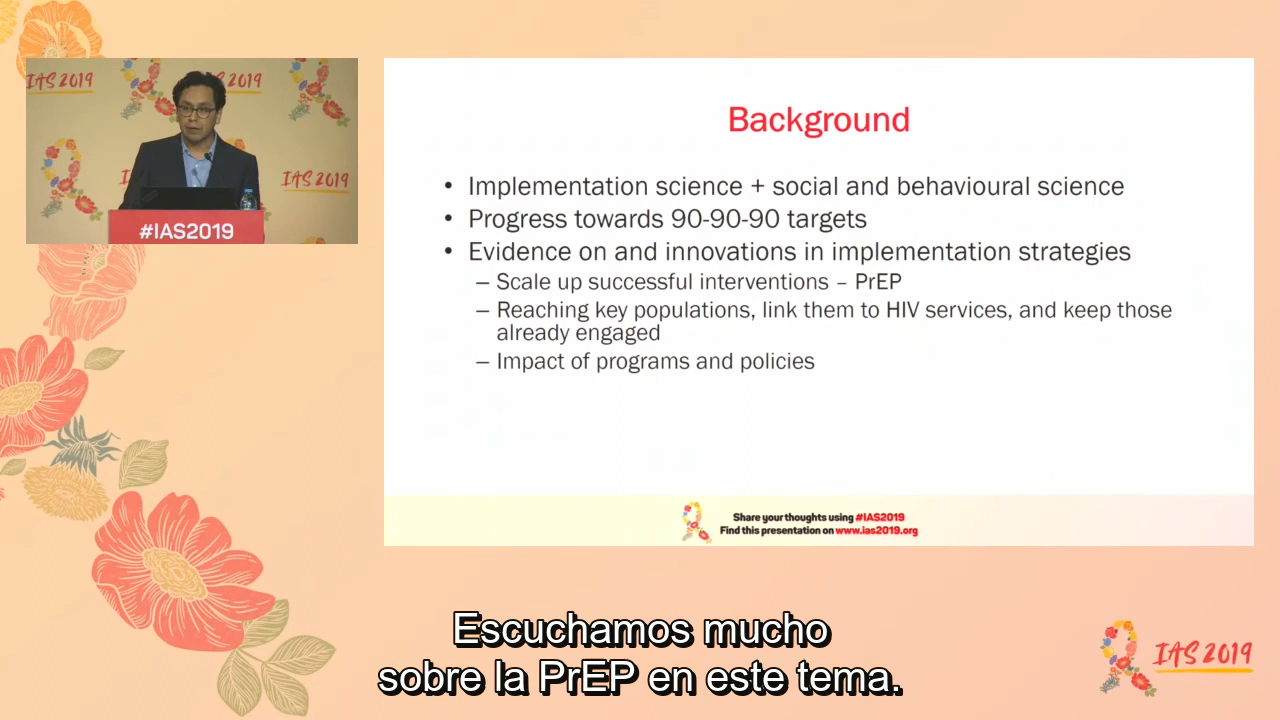 IAS 2019
IAS 2019
#IAS2019
Background
• Implementation science + social and behavioural science
• Progress towards 90-90-90 targets
• Evidence on and innovations in implementation strategies
– Scale up successful interventions – PrEP
– Reaching key populations, link them to HIV services, and keep those
already engaged
– Impact of programs and policies
Share your thoughts using #IAS2019
Find this presentation on www.ias2019.org
Escuchamos mucho
sobre la PrEP en este tema.
IAS 2019